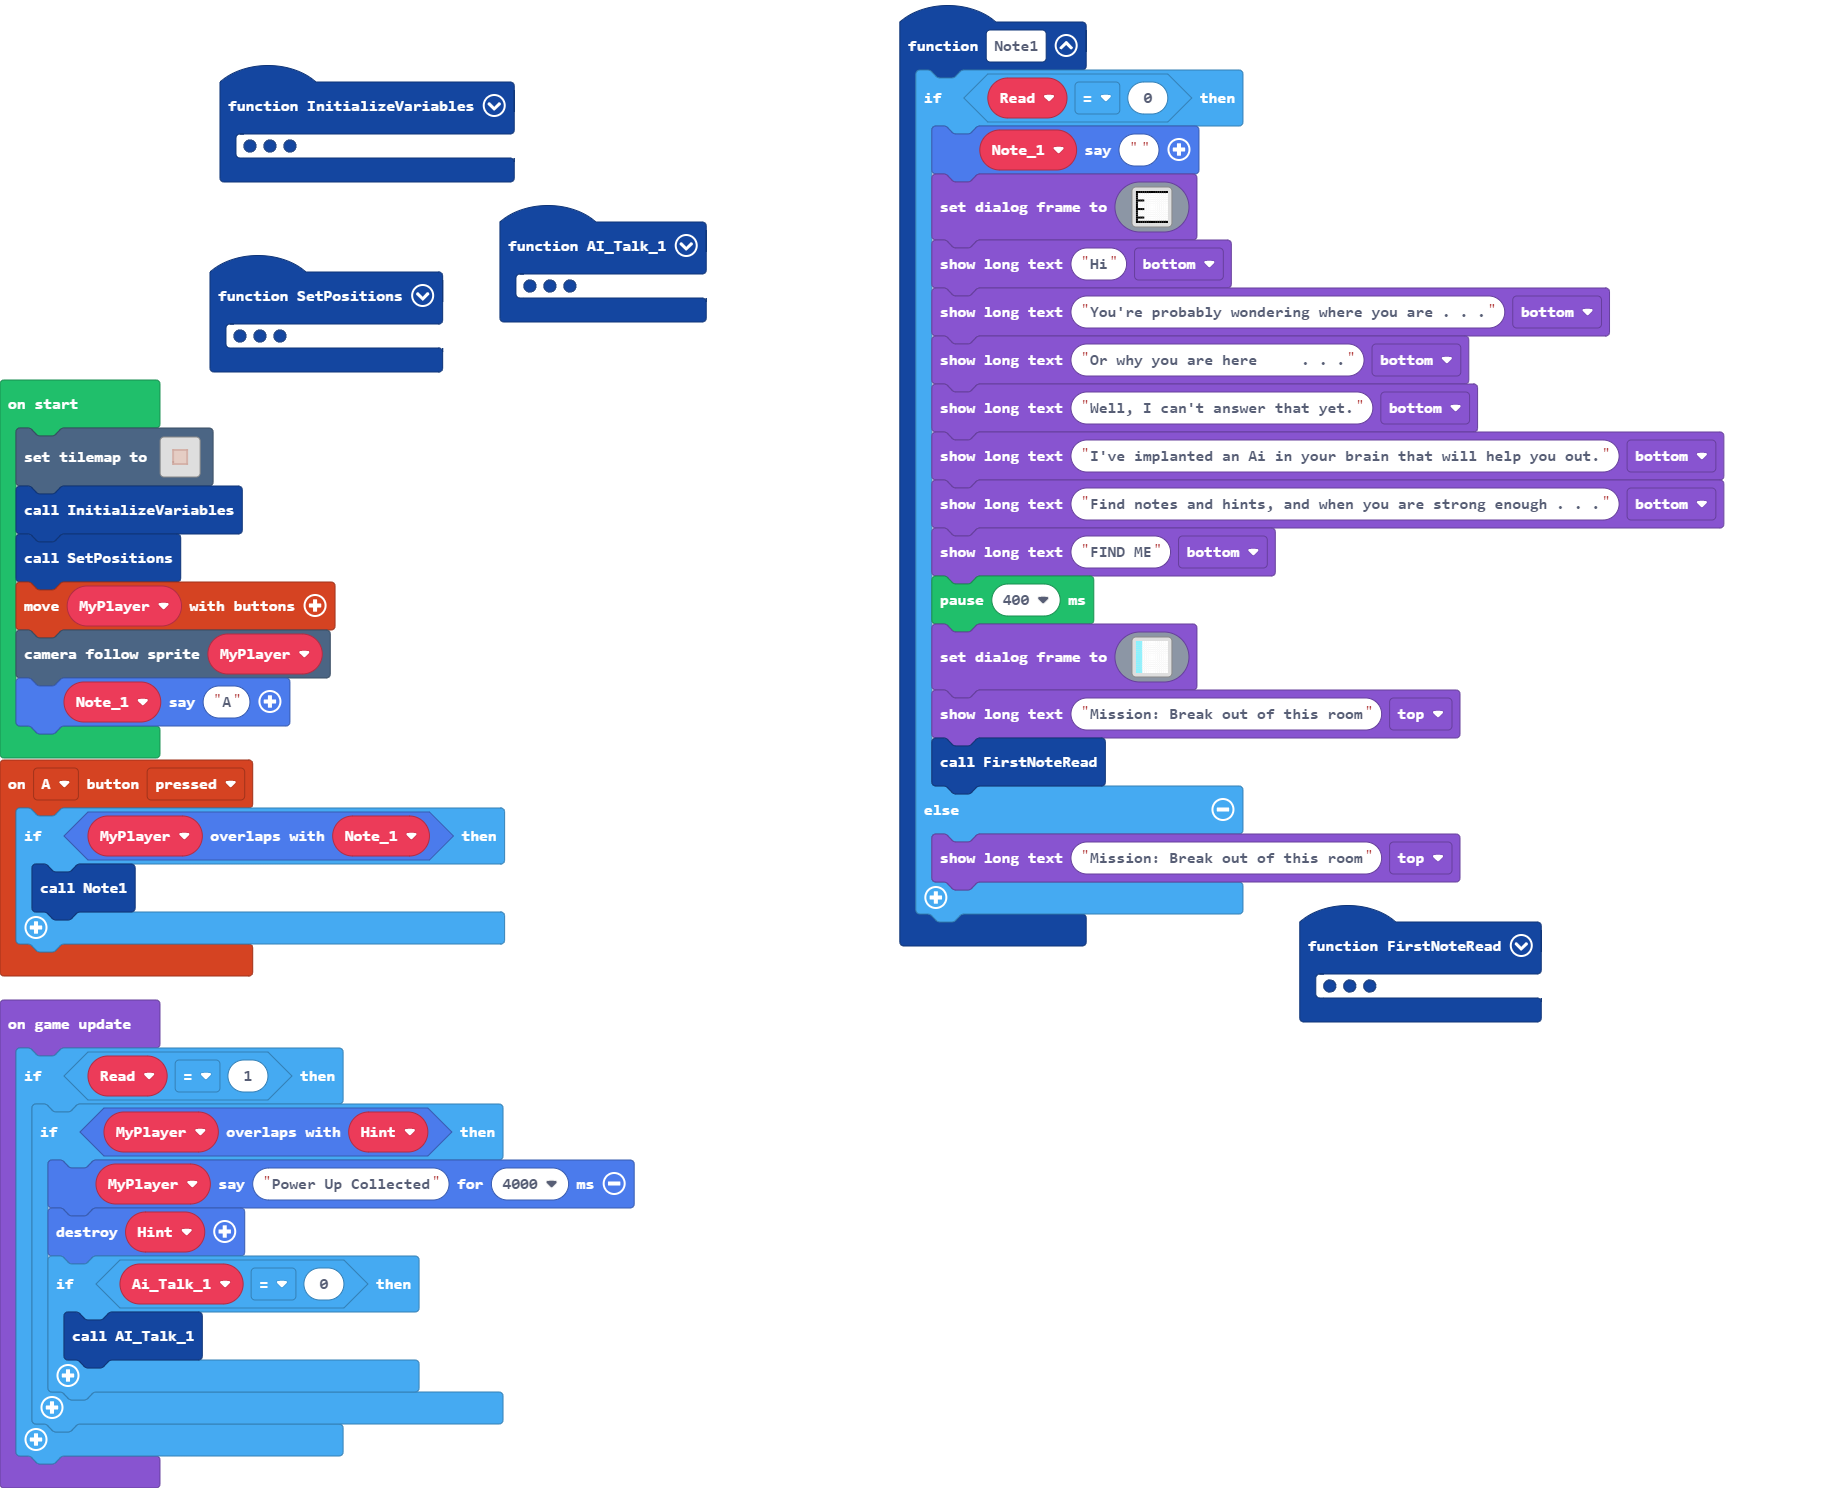 function InitializeVariables
function AI_Talk_1
function SetPositions
on start
set tilemap to
call InitializeVariables
call SetPositions
move MyPlayer with buttons
camera follow sprite MyPlayer
Note_1 say "A"
on A button pressed
if MyPlayer overlaps with Note_1 then
call Note1
on game update
if Read = 1 then
if MyPlayer overlaps with Hint then
MyPlayer say "Power Up Collected" for 4000 ms
destroy Hint
if Ai_Talk_1 = 0 then
call AI_Talk_1
function Note1
if Read = 0 then
Note_1 say " "
set dialog frame to
show long text "Hi" bottom
show long text "You're probably wondering where you are . . ." bottom
show long text "Or why you are here     . . ." bottom
show long text "Well, I can't answer that yet." bottom
show long text "I've implanted an Ai in your brain that will help you out." bottom
show long text "Find notes and hints, and when you are strong enough . . ." bottom
show long text "FIND ME" bottom
pause 400 ms
set dialog frame to
show long text "Mission: Break out of this room" top
call FirstNoteRead
else
show long text "Mission: Break out of this room" top
function FirstNoteRead